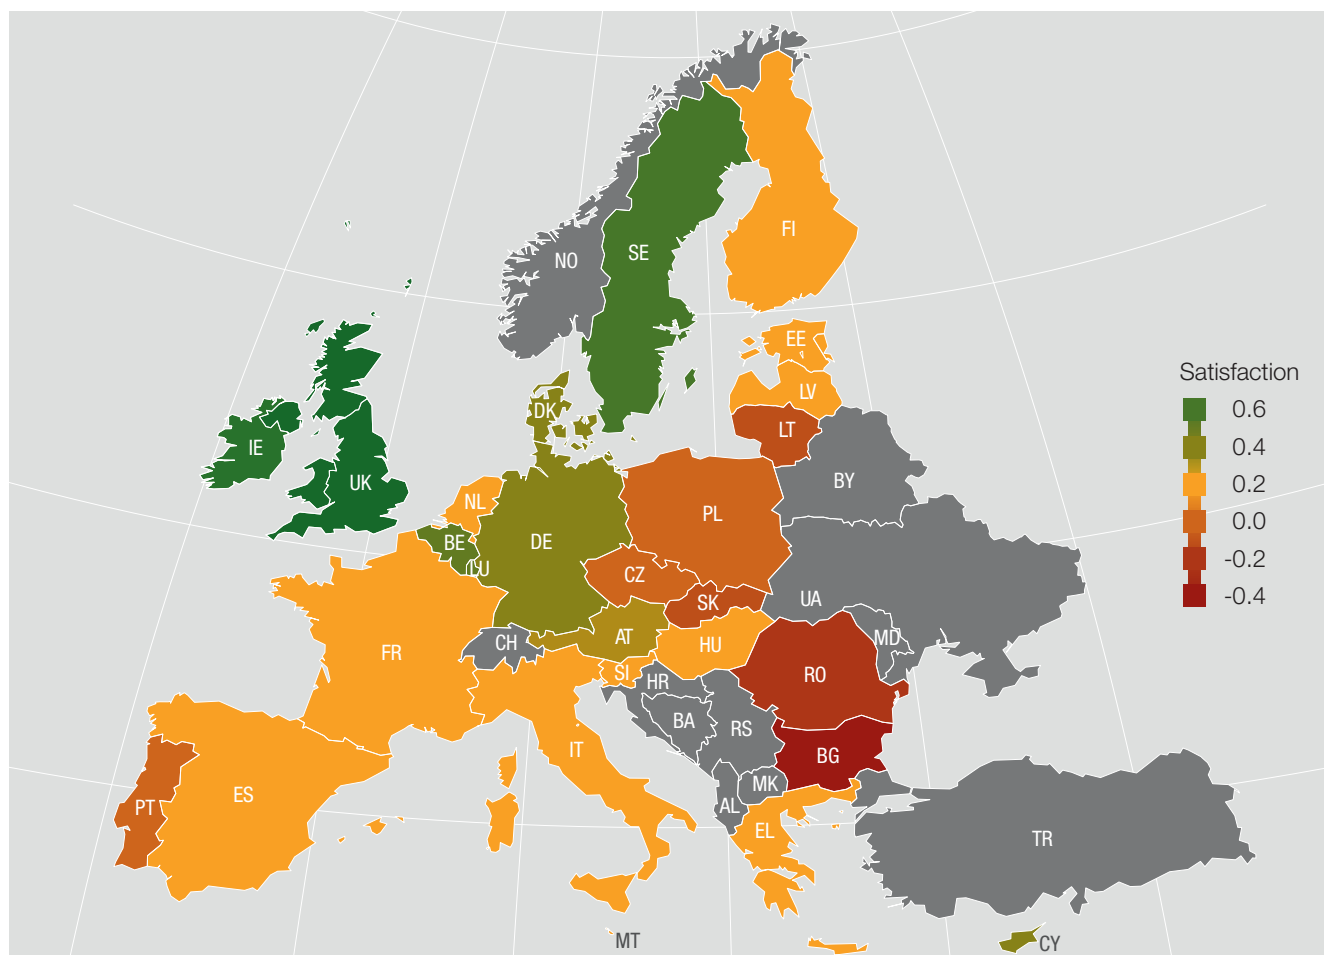 NO
SE
FI
EE
LV
LT
DK
IE
UK
NL
BE
LU
DE
PL
BY
CZ
SK
UA
MD
AT
HU
CH
FR
SI
HR
RO
BA
RS
IT
BG
MK
AL
EL
PT
ES
TR
MT
CY
Satisfaction
0.6
0.4
0.2
0.0
-0.2
-0.4